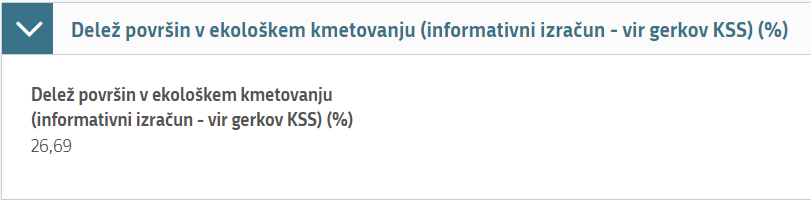 Delež površin v ekološkem kmetovanju (informativni izračun - vir gerkov KSS) (%)
Delež površin v ekološkem kmetovanju
(informativni izračun - vir gerkov KSS) (%)
26,69